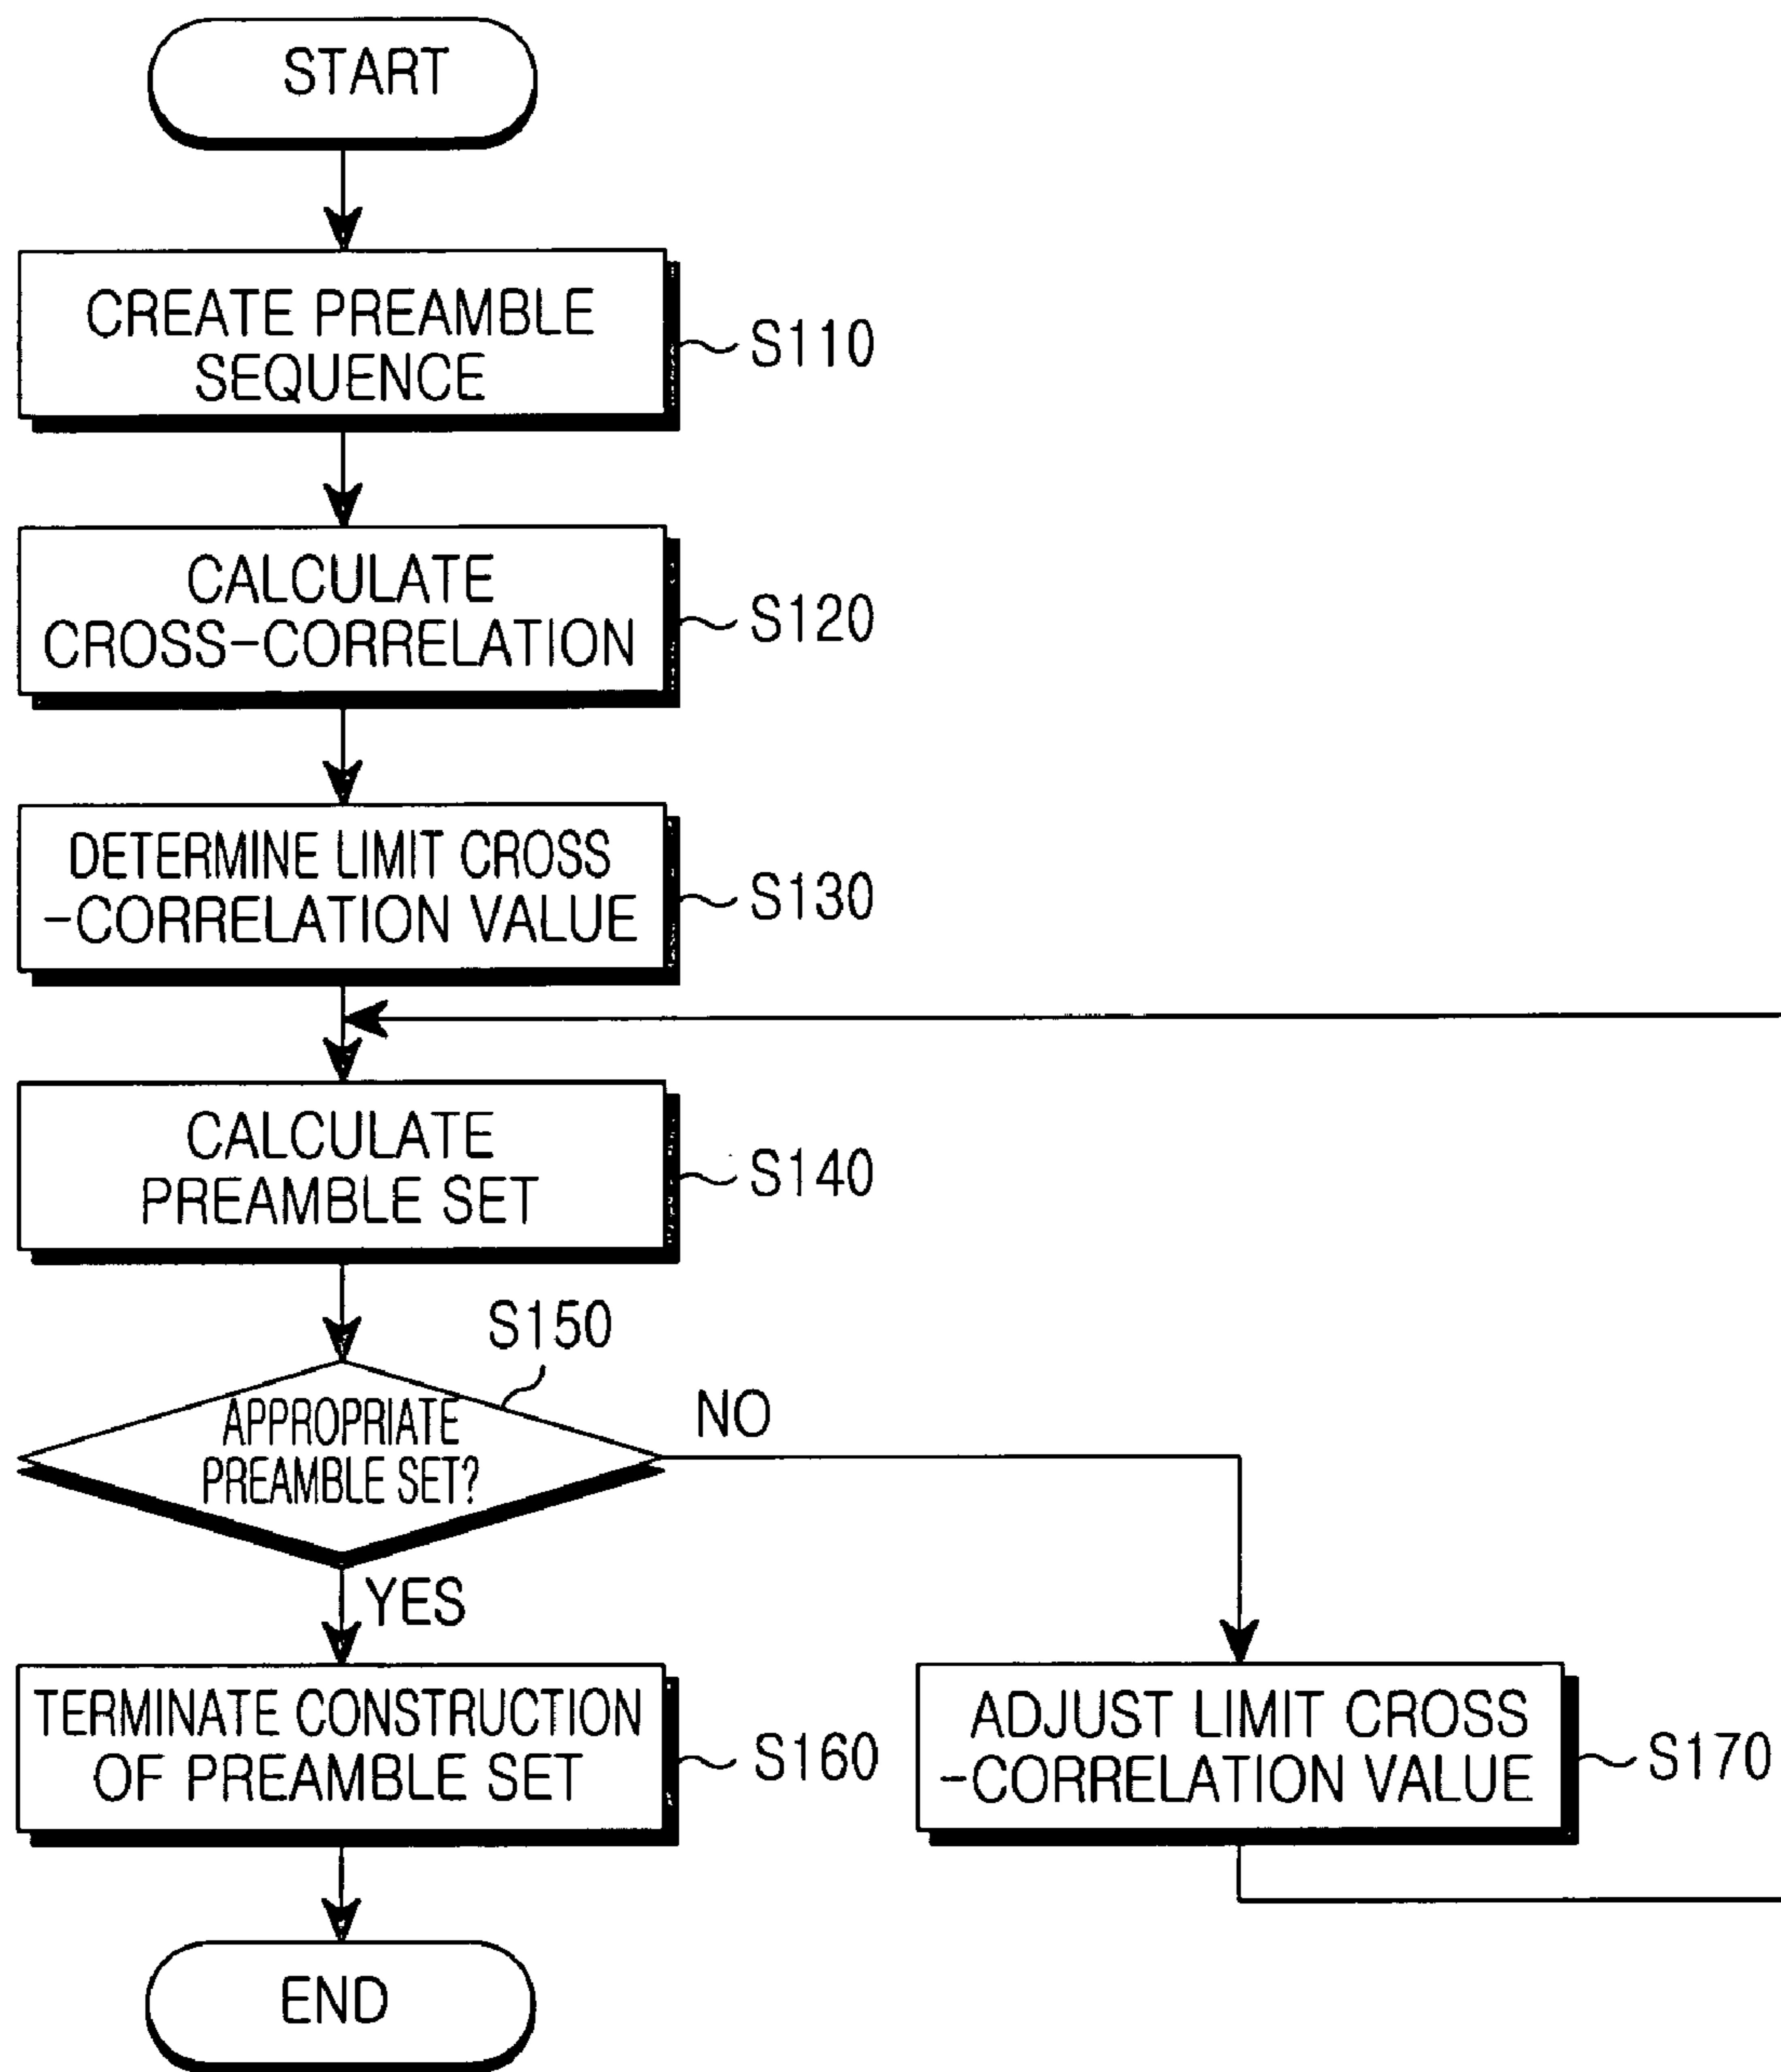 START
CREATE PREAMBLE
SEQUENCE
S110
CALCULATE
CROSS-CORRELATION
S120
DETERMINE LIMIT CROSS
-CORRELATION VALUE
S130
CALCULATE
PREAMBLE SET
S140
S150
APPROPRIATE
PREAMBLE SET?
NO
YES
TERMINATE CONSTRUCTION
OF PREAMBLE SET
S160
ADJUST LIMIT CROSS
-CORRELATION VALUE
S170
END